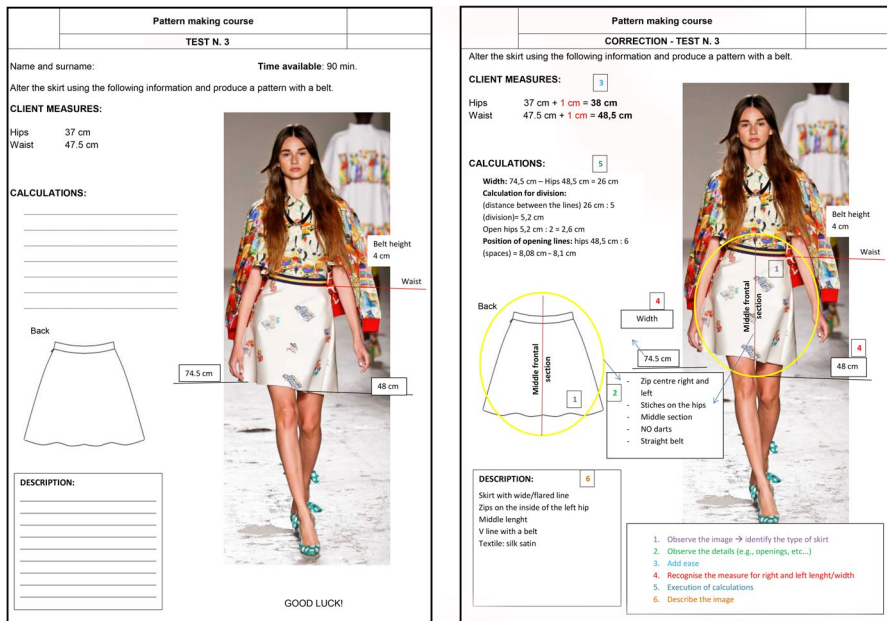 Pattern making course
TEST N. 3
Name and surname:
Time available: 90 min.
Alter the skirt using the following information and produce a pattern with a belt.
CLIENT MEASURES:
Hips 37 cm
Waist 47.5 cm
CALCULATIONS:
Belt height
4 cm
Waist
Back
74.5 cm
48 cm
DESCRIPTION:
GOOD LUCK!
Pattern making course
CORRECTION - TEST N. 3
Alter the skirt using the following information and produce a pattern with a belt.
CLIENT MEASURES:
3
Hips 37 cm + 1 cm = 38 cm
Waist 47.5 cm + 1 cm = 48,5 cm
CALCULATIONS:
5
Width: 74,5 cm – Hips 48,5 cm = 26 cm
Calculation for division:
(distance between the lines) 26 cm : 5
(division)= 5,2 cm
Open hips 5,2 cm : 2 = 2,6 cm
Position of opening lines: hips 48,5 cm : 6
(spaces) = 8,08 cm – 8,1 cm
Belt height
4 cm
Waist
1
Middle frontal
section
Back
Middle frontal
section
1
4
Width
74.5 cm
4
48 cm
2
- Zip centre right and
left
- Stiches on the hips
- Middle section
- NO darts
- Straight belt
DESCRIPTION:
6
Skirt with wide/flared line
Zips on the inside of the left hip
Middle lenght
V line with a belt
Textile: silk satin
1. Observe the image → identify the type of skirt
2. Observe the details (e.g., openings, etc…)
3. Add ease
4. Recognise the measure for right and left lenght/width
5. Execution of calculations
6. Describe the image